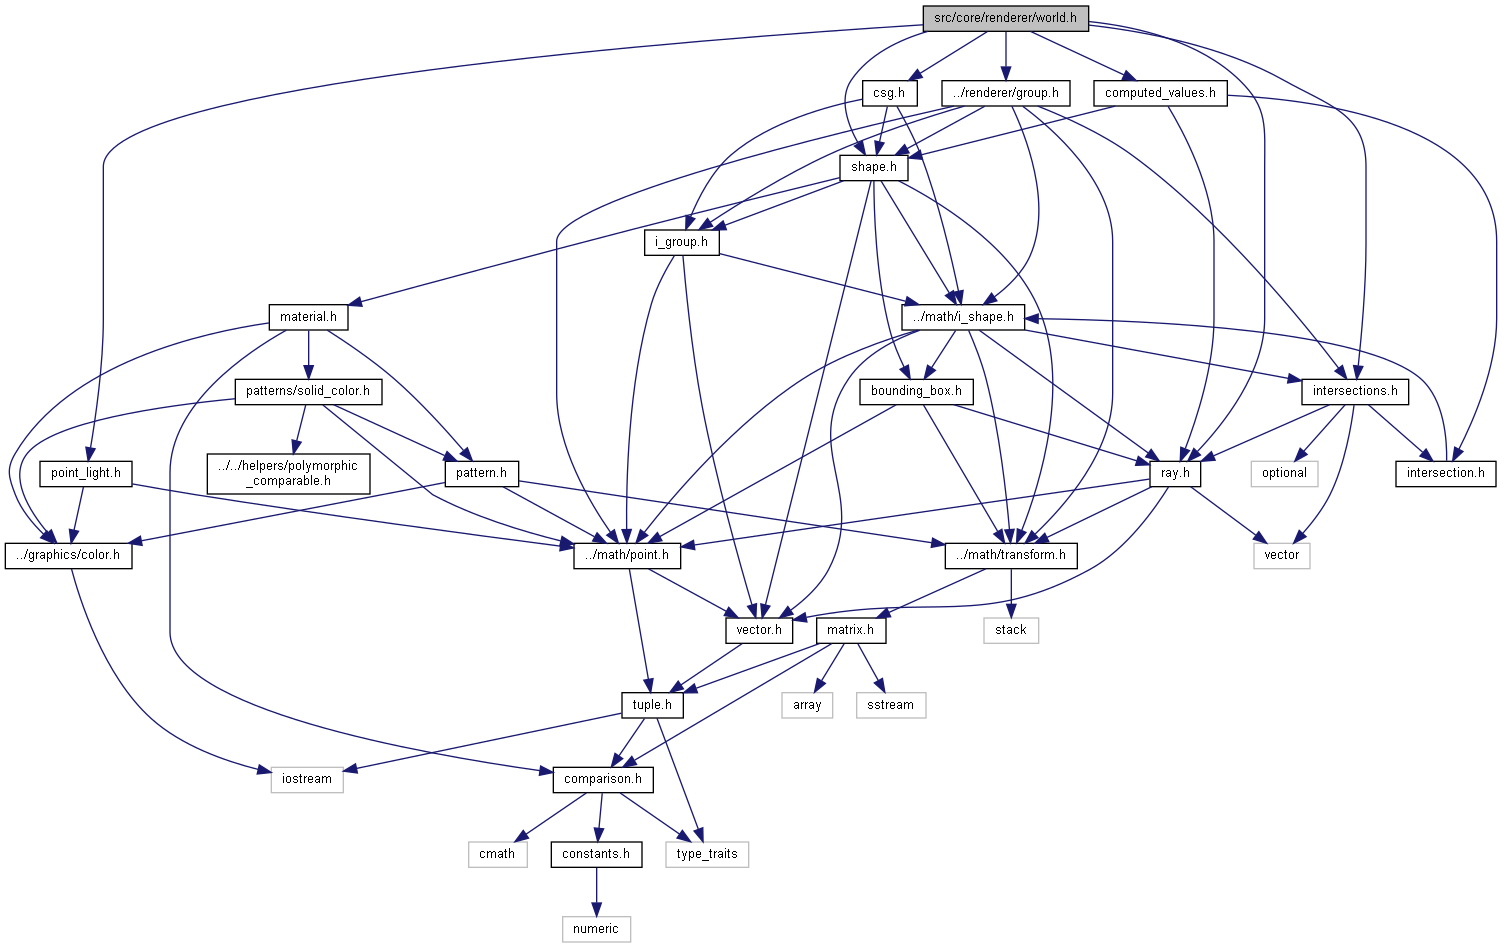 src/core/renderer/world.h
csg.h
../renderer/group.h
computed_values.h
shape.h
i_group.h
material.h
../math/i_shape.h
patterns/solid_color.h
bounding_box.h
intersections.h
point_light.h
../../helpers/polymorphic
_comparable.h
pattern.h
ray.h
optional
intersection.h
../graphics/color.h
../math/point.h
../math/transform.h
vector
vector.h
matrix.h
stack
tuple.h
array
sstream
iostream
comparison.h
cmath
constants.h
type_traits
numeric